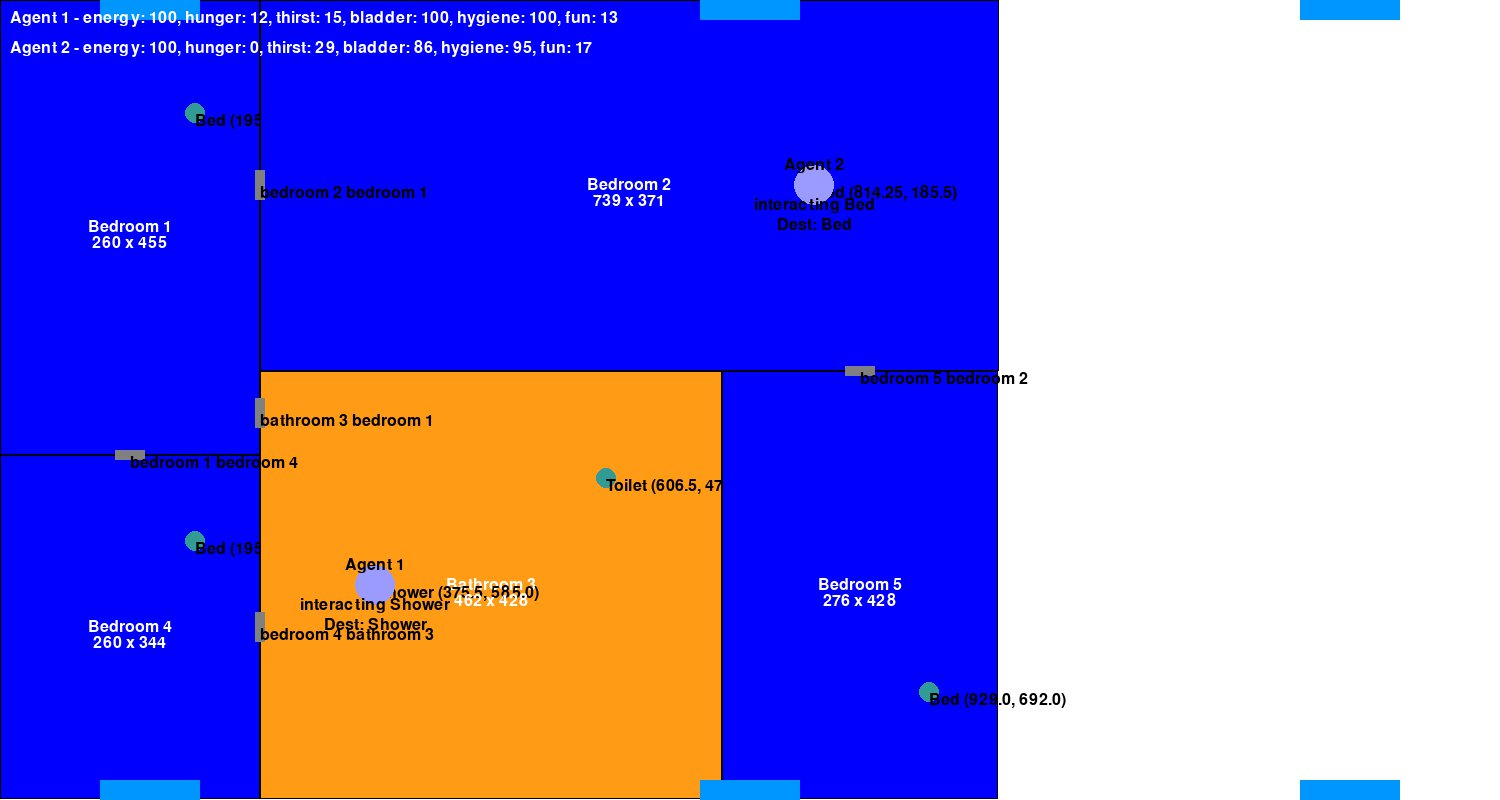 Agent 1 - energy: 100, hunger: 12, thirst: 15, bladder: 100, hygiene: 100, fun: 13
Agent 2 - energy: 100, hunger: 0, thirst: 29, bladder: 86, hygiene: 95, fun: 17
Bed (195
Agent 2
(814.25, 185.5)
bedroom 2 bedroom 1
Bedroom 2
739 x 371
interacting Bed
Dest: Bed
Bedroom 1
260 x 455
bedroom 5 bedroom 2
bathroom 3 bedroom 1
bedroom 1 bedroom 4
Toilet (606.5, 47
Bed (195
Agent 1
Bathroom 3
462 x 428
(375.5, 585.0)
interacting Shower
Dest: Shower
Bedroom 5
276 x 428
Bedroom 4
260 x 344
bedroom 4 bathroom 3
Bed (929.0, 692.0)